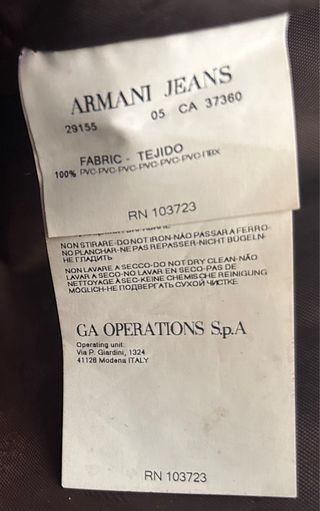 ARMANI JEANS
29155 05 CA 37360
FABRIC - TEJIDO
100% PVC-PVC-PVC-PVC-PVC-PVC-ПВХ
RN 103723
NON STIRARE-DO NOT IRON-NÃO PASSAR A FERRO-
NO PLANCHAR-NE PAS REPASSER-NICHT BÜGELN-
НЕ ГЛАДИТЬ
NON LAVARE A SECCO-DO NOT DRY CLEAN-NÃO
LAVAR A SECO-NO LAVAR EN SECO-PAS DE
NETTOYAGE À SEC-KEINE CHEMISCHE REINIGUNG
MÖGLICH-НЕ ПОДВЕРГАТЬ СУХОЙ ЧИСТКЕ
GA OPERATIONS S.p.A
Operating unit:
Via P. Giardini, 1324
41128 Modena ITALY
RN 103723